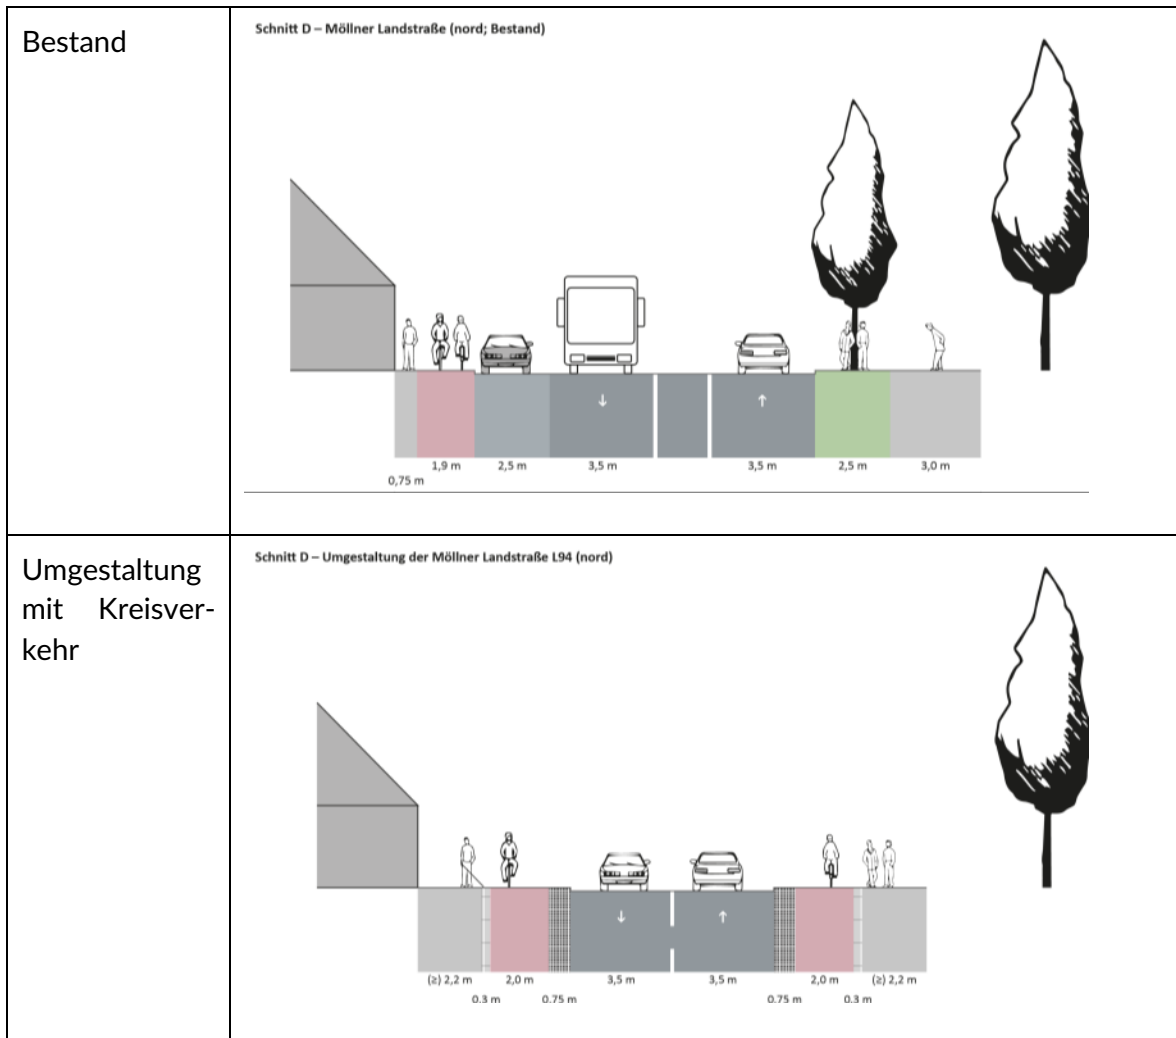 Bestand
Schnitt D – Möllner Landstraße (nord; Bestand)
↓ ↑
1,9 m 2,5 m 3,5 m 3,5 m 2,5 m 3,0 m
0,75 m
Umgestaltung
mit Kreisver-
kehr
Schnitt D – Umgestaltung der Möllner Landstraße L94 (nord)
↓ ↑
(≥) 2,2 m 2,0 m 3,5 m 3,5 m 2,0 m (≥) 2,2 m
0.3 m 0.75 m 0.75 m 0.3 m